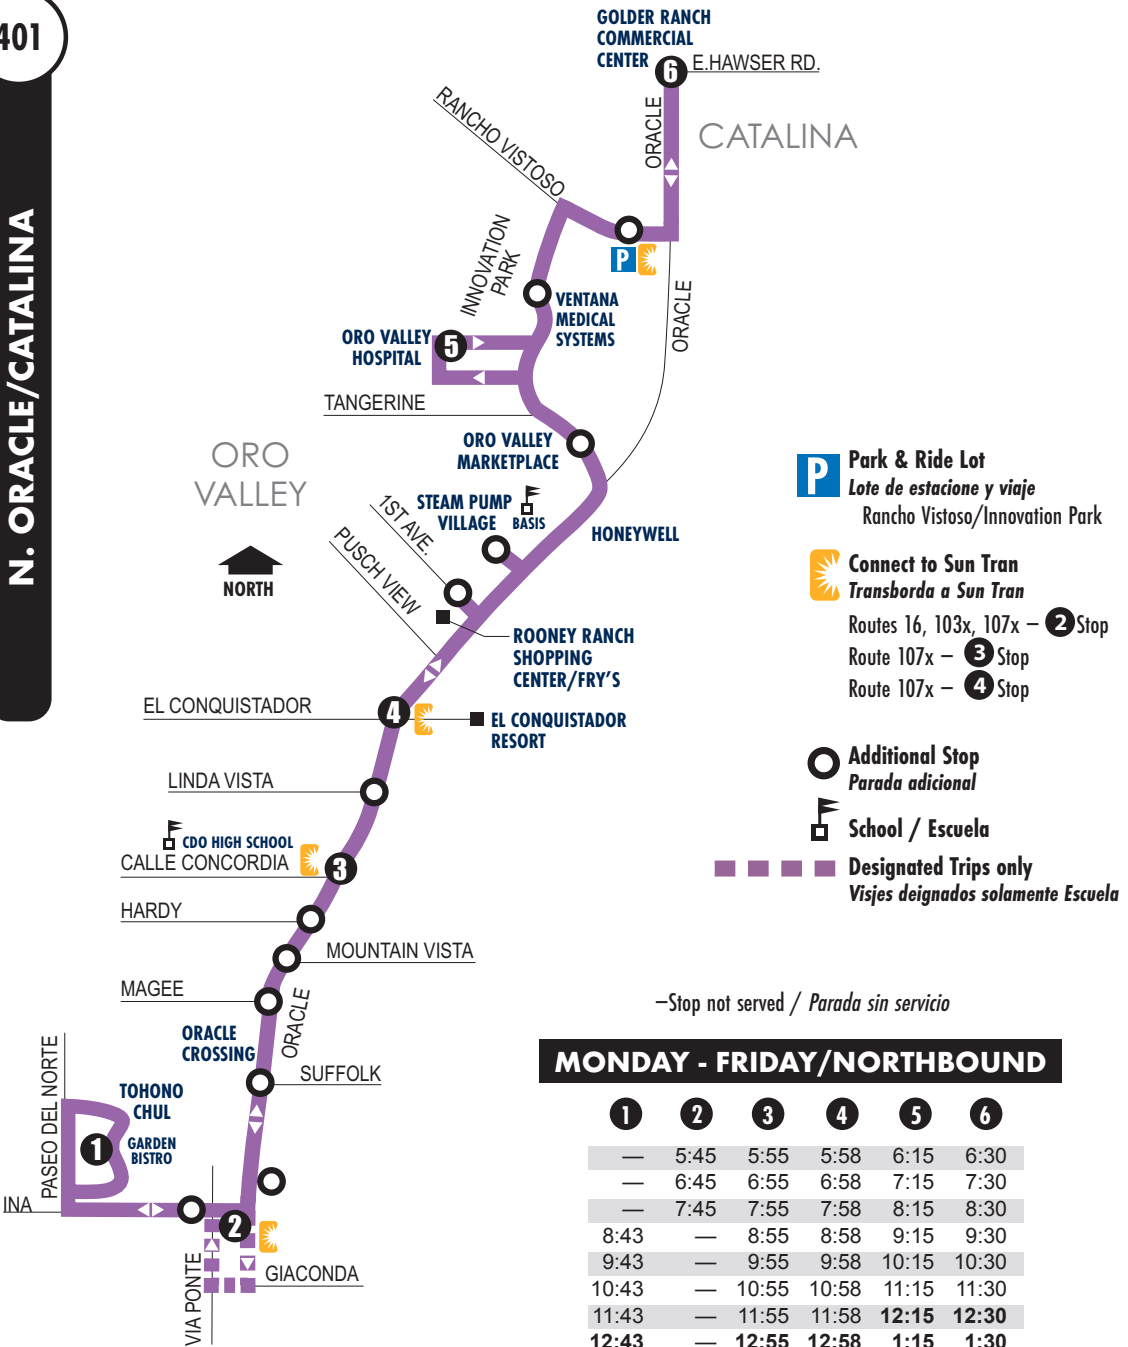 401
N. ORACLE/CATALINA
GOLDER RANCH
COMMERCIAL
CENTER
6
E.HAWSER RD.
ORACLE
CATALINA
RANCHO VISTOSO
P
INNOVATION
PARK
VENTANA
MEDICAL
SYSTEMS
ORACLE
ORO VALLEY
HOSPITAL
5
TANGERINE
ORO
VALLEY
ORO VALLEY
MARKETPLACE
STEAM PUMP
VILLAGE
BASIS
1ST AVE.
HONEYWELL
PUSCH VIEW
NORTH
ROONEY RANCH
SHOPPING
CENTER/FRY'S
EL CONQUISTADOR
4
EL CONQUISTADOR
RESORT
LINDA VISTA
CDO HIGH SCHOOL
CALLE CONCORDIA
3
HARDY
MOUNTAIN VISTA
MAGEE
ORACLE
ORACLE
CROSSING
SUFFOLK
PASEO DEL NORTE
TOHONO
CHUL
1
GARDEN
BISTRO
INA
2
VIA PONTE
GIACONDA
P
Park & Ride Lot
Lote de estacione y viaje
Rancho Vistoso/Innovation Park
Connect to Sun Tran
Transborda a Sun Tran
Routes 16, 103x, 107x – 2 Stop
Route 107x – 3 Stop
Route 107x – 4 Stop
Additional Stop
Parada adicional
School / Escuela
Designated Trips only
Visjes deignados solamente Escuela
–Stop not served / Parada sin servicio
MONDAY - FRIDAY/NORTHBOUND
1 2 3 4 5 6
— 5:45 5:55 5:58 6:15 6:30
— 6:45 6:55 6:58 7:15 7:30
— 7:45 7:55 7:58 8:15 8:30
8:43 — 8:55 8:58 9:15 9:30
9:43 — 9:55 9:58 10:15 10:30
10:43 — 10:55 10:58 11:15 11:30
11:43 — 11:55 11:58 12:15 12:30
12:43 — 12:55 12:58 1:15 1:30